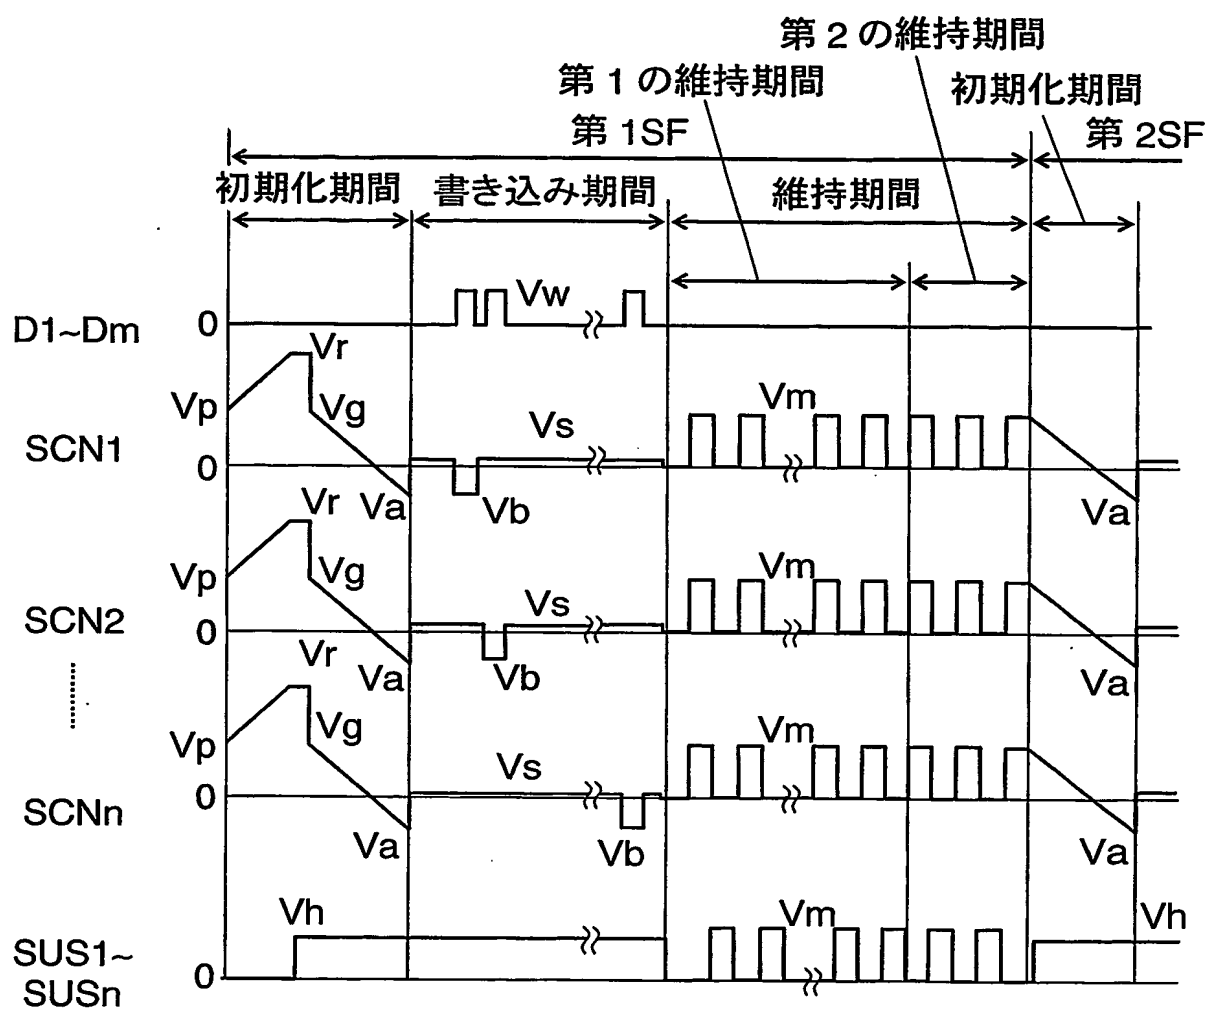 第2の維持期間
第1の維持期間
初期化期間
第1SF
第2SF
初期化期間
書き込み期間
維持期間
D1~Dm
0
Vw
Vr
Vp
Vg
Vs
Vm
SCN1
0
Va
Vb
Va
Vr
Vp
Vg
Vs
Vm
SCN2
0
Vr
Va
Vb
Va
Vp
Vg
Vs
Vm
SCNn
0
Va
Vb
Va
Vh
Vm
Vh
SUS1~
SUSn
0